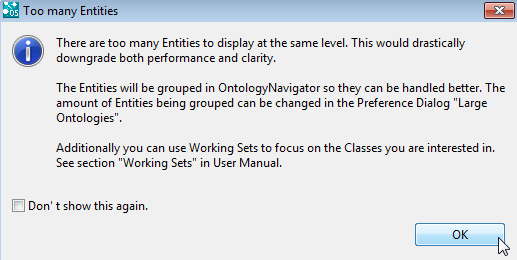 OS Too many Entities
There are too many Entities to display at the same level. This would drastically
downgrade both performance and clarity.
The Entities will be grouped in OntologyNavigator so they can be handled better. The
amount of Entities being grouped can be changed in the Preference Dialog "Large
Ontologies".
Additionally you can use Working Sets to focus on the Classes you are interested in.
See section "Working Sets" in User Manual.
Don' t show this again.
OK